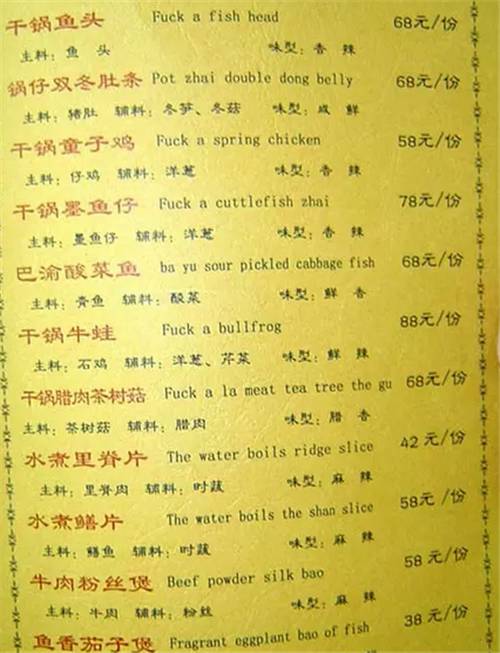 干锅鱼头 Fuck a fish head 68元/份
主料：鱼 头 味型：香 辣
锅仔双冬肚条 Pot zhai double dong belly 68元/份
主料：猪肚 辅料：冬笋、冬菇 味型：咸 鲜
干锅童子鸡 Fuck a spring chicken 58元/份
主料：仔鸡 辅料：洋葱 味型：香 辣
干锅墨鱼仔 Fuck a cuttlefish zhai 78元/份
主料：墨鱼仔 辅料：洋葱 味型：香 辣
巴渝酸菜鱼 ba yu sour pickled cabbage fish 68元/份
主料：青鱼 辅料：酸菜 味型：鲜 香
干锅牛蛙 Fuck a bullfrog 88元/份
主料：石鸡 辅料：洋葱、芹菜 味型：鲜 辣
干锅腊肉茶树菇 Fuck a la meat tea tree the gu 68元/份
主料：茶树菇 辅料：腊肉 味型：腊 香
水煮里脊片 The water boils ridge slice 42元/份
主料：里脊肉 辅料：时蔬 味型：麻 辣
水煮鳝片 The water boils the shan slice 58元/份
主料：鳝鱼 辅料：时蔬 味型：麻 辣
牛肉粉丝煲 Beef powder silk bao 58元/份
主料：牛肉 辅料：粉丝 味型：麻 辣
鱼香茄子煲 Fragrant eggplant bao of fish 38元/份